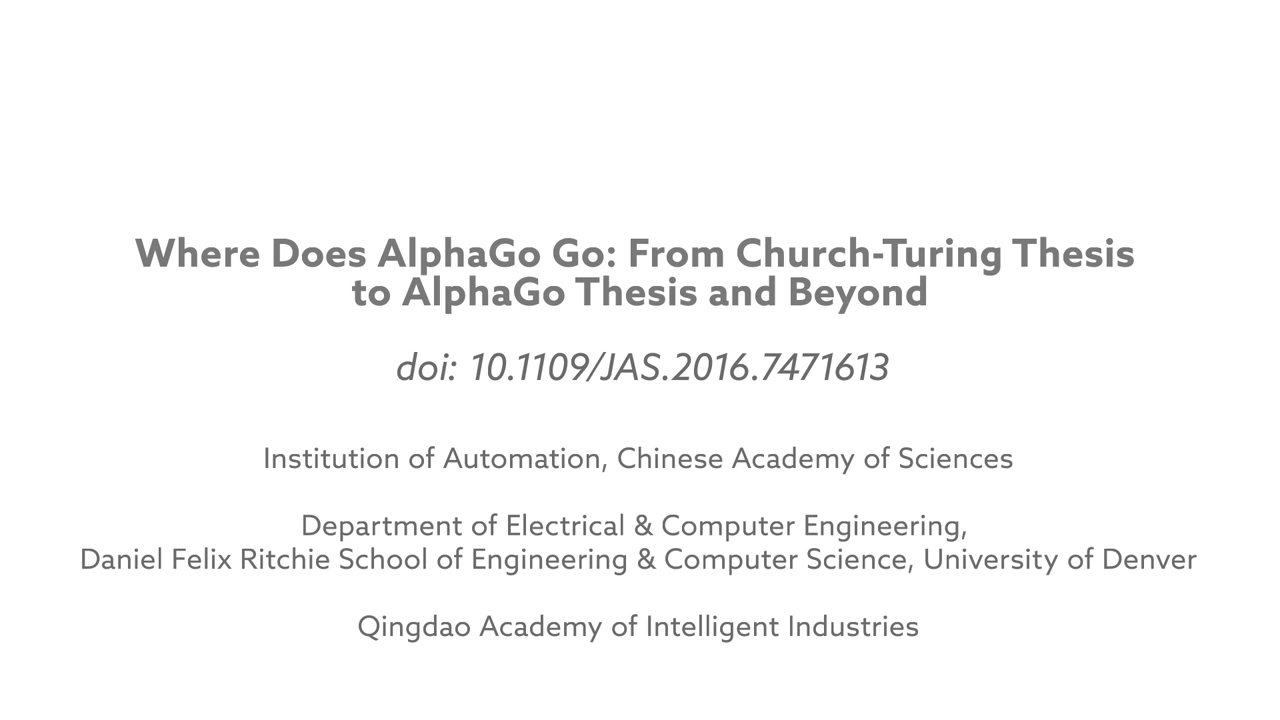 Where Does AlphaGo Go: From Church-Turing Thesis
to AlphaGo Thesis and Beyond
doi: 10.1109/JAS.2016.7471613
Institution of Automation, Chinese Academy of Sciences
Department of Electrical & Computer Engineering,
Daniel Felix Ritchie School of Engineering & Computer Science, University of Denver
Qingdao Academy of Intelligent Industries